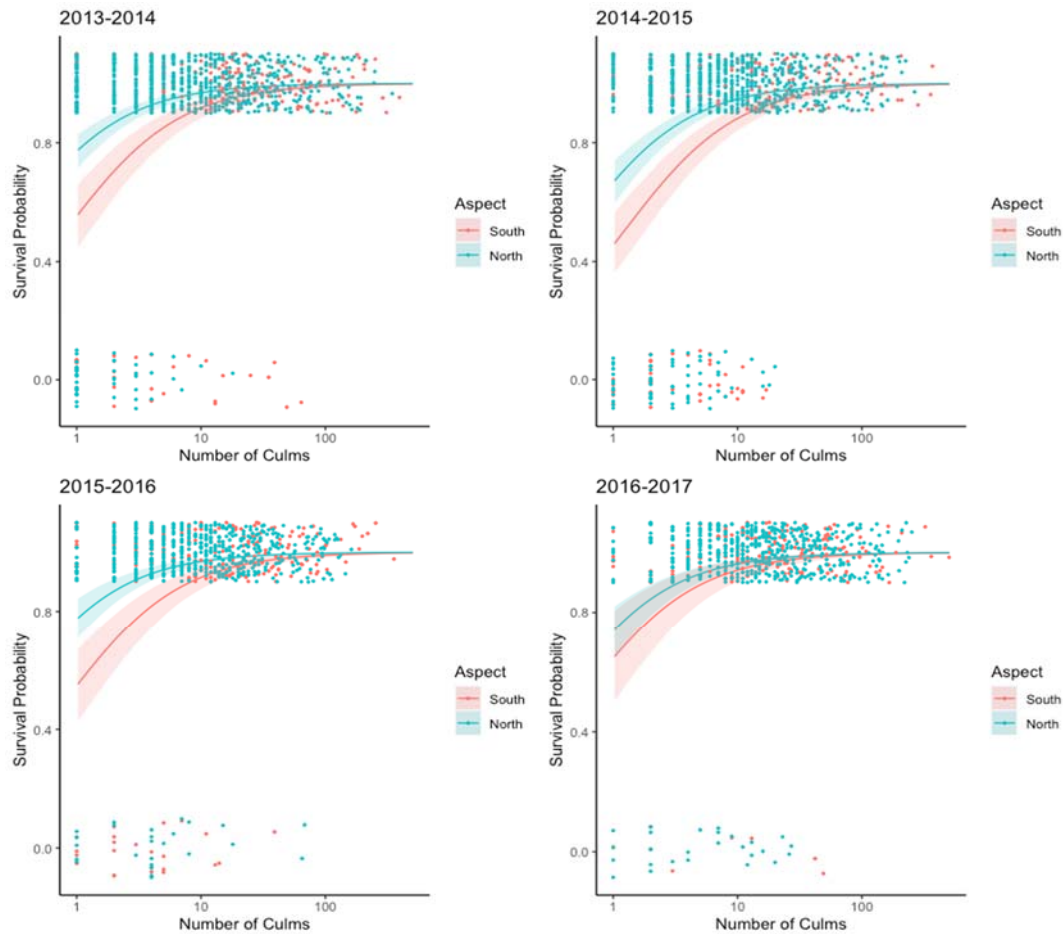 2013-2014
Survival Probability
0.8
0.4
0.0
1
10
100
Number of Culms
Aspect
South
North
2014-2015
Survival Probability
0.8
0.4
0.0
1
10
100
Number of Culms
Aspect
South
North
2015-2016
Survival Probability
0.8
0.4
0.0
1
10
100
Number of Culms
Aspect
South
North
2016-2017
Survival Probability
0.8
0.4
0.0
1
10
100
Number of Culms
Aspect
South
North